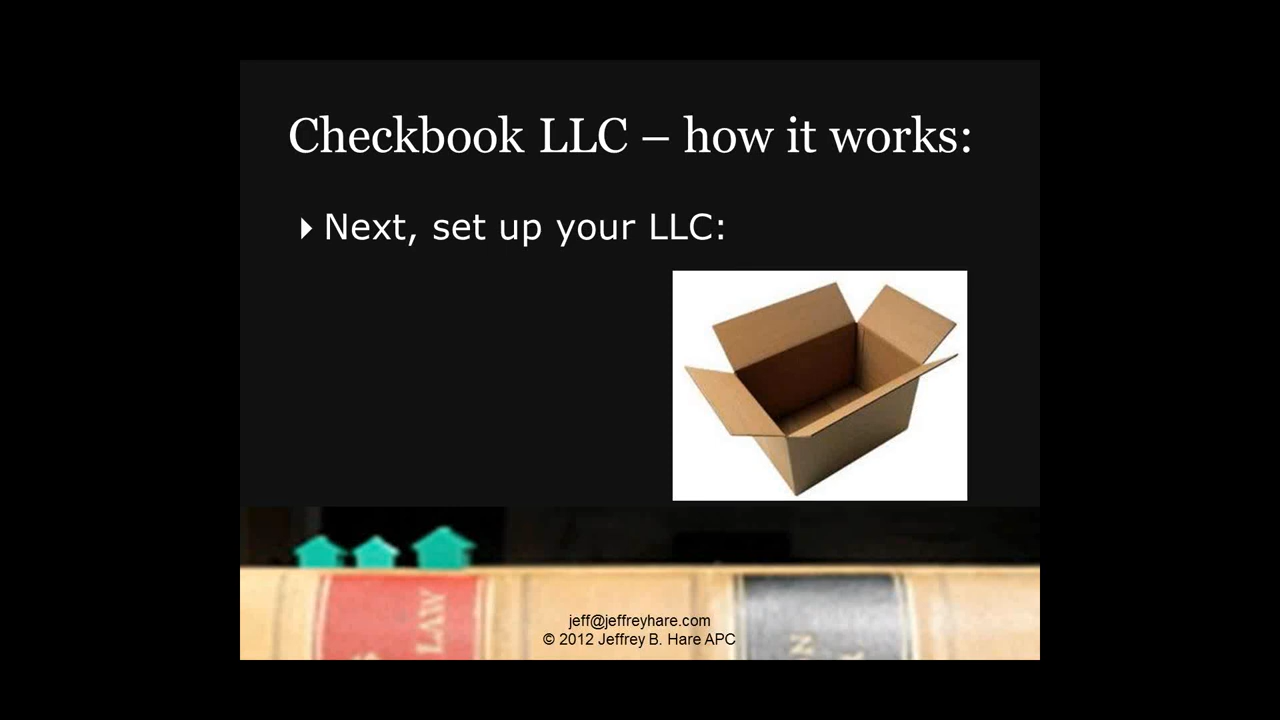 Checkbook LLC – how it works:
Next, set up your LLC:
LAW
jeff@jeffreyhare.com
© 2012 Jeffrey B. Hare APC